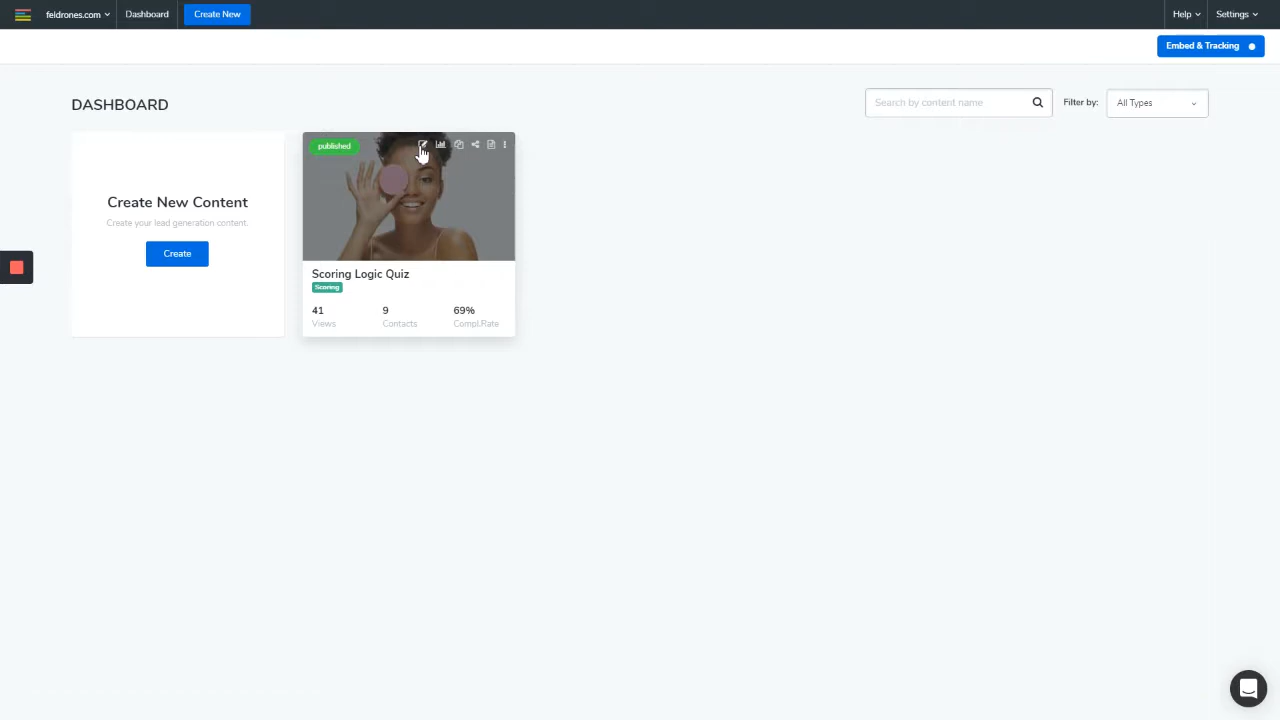 feldrones.com
Dashboard
Create New
Help
Settings
Embed & Tracking
DASHBOARD
Search by content name
Filter by:
All Types
published
Create New Content
Create your lead generation content.
Create
Scoring Logic Quiz
Scoring
41
9
69%
Views
Contacts
Compl.Rate